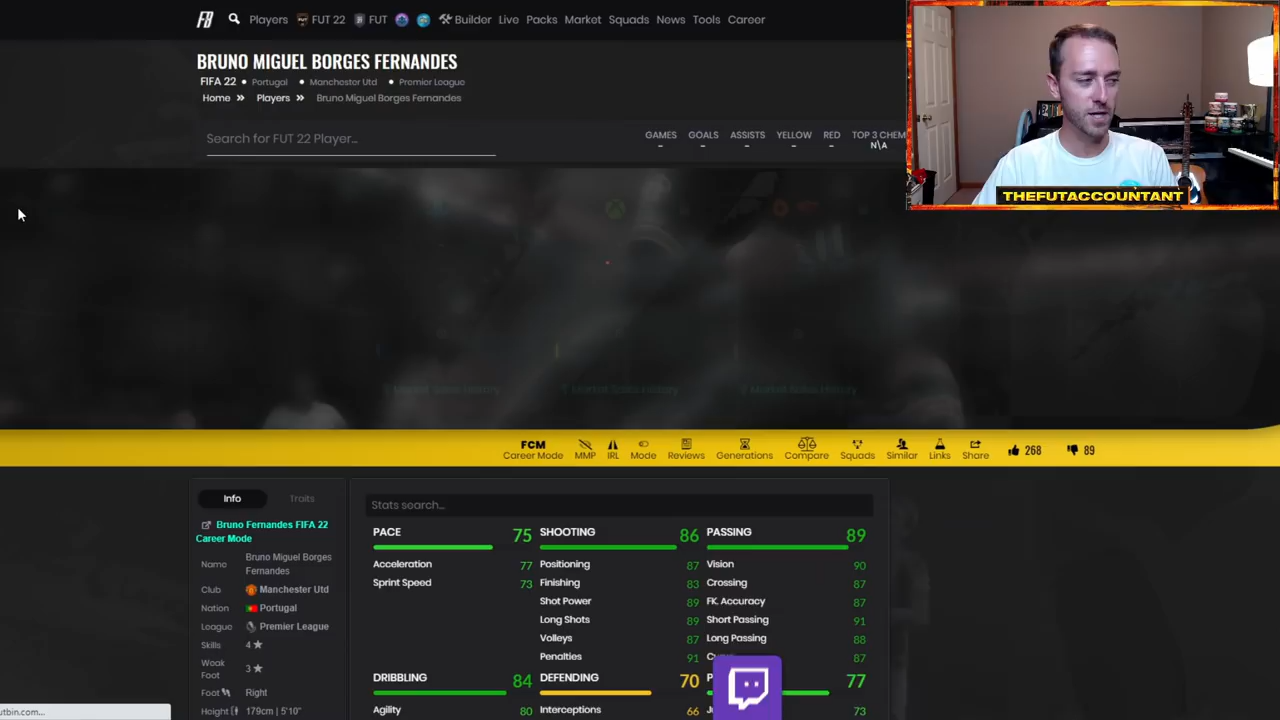 F8 Players FUT 22 FUT Builder Live Packs Market Squads News Tools Career
BRUNO MIGUEL BORGES FERNANDES
FIFA 22 • Portugal • Manchester Utd • Premier League
Home » Players » Bruno Miguel Borges Fernandes
Search for FUT 22 Player...
GAMES GOALS ASSISTS YELLOW RED TOP 3 CHEM
- - - - - N\A
THEFUTACCOUNTANT
FCM
Career Mode MMP IRL Mode Reviews Generations Compare Squads Similar Links Share 268 89
Info Traits
Stats search...
Bruno Fernandes FIFA 22
Career Mode
Name Bruno Miguel Borges
Fernandes
Club Manchester Utd
Nation Portugal
League Premier League
Skills 4★
Weak
Foot 3★
Foot Right
Height 179cm | 5'10"
PACE 75
Acceleration 77
Sprint Speed 73
SHOOTING 86
Positioning 87
Finishing 83
Shot Power 89
Long Shots 89
Volleys 87
Penalties 91
PASSING 89
Vision 90
Crossing 87
FK. Accuracy 87
Short Passing 91
Long Passing 88
87
DRIBBLING 84
Agility 80
DEFENDING 70
Interceptions 66
77
73
utbin.com...